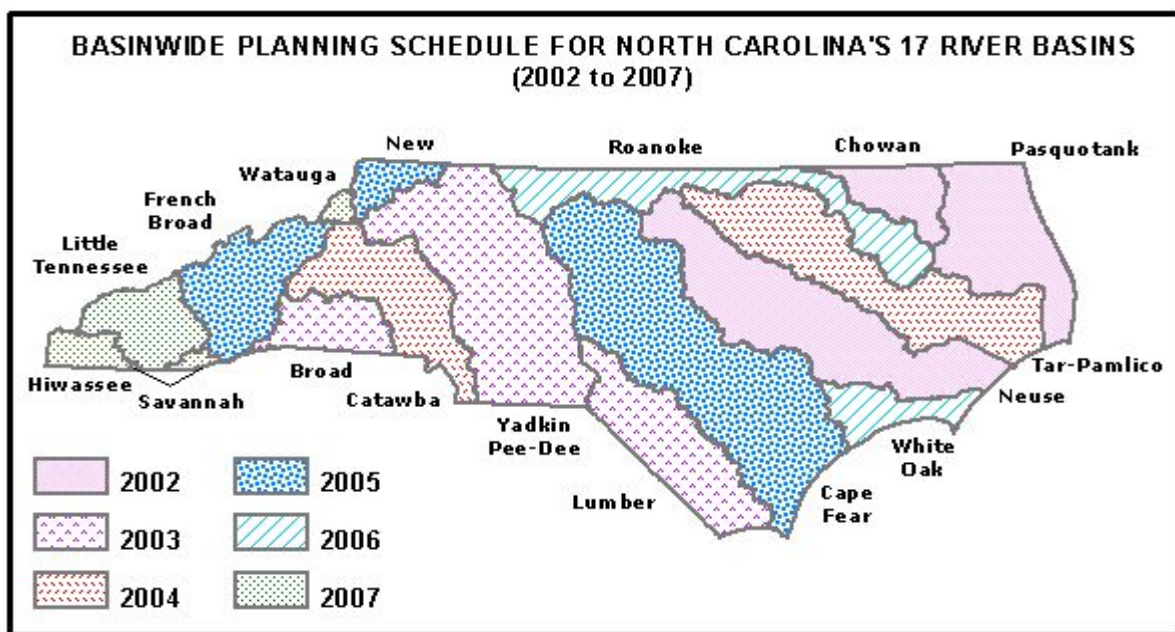 BASINWIDE PLANNING SCHEDULE FOR NORTH CAROLINA'S 17 RIVER BASINS
(2002 to 2007)
New
Roanoke
Chowan
Pasquotank
Watauga
French
Broad
Little
Tennessee
Hiwassee
Savannah
Broad
Catawba
Yadkin
Pee-Dee
Lumber
Cape
Fear
White
Oak
Neuse
Tar-Pamlico
2002
2003
2004
2005
2006
2007